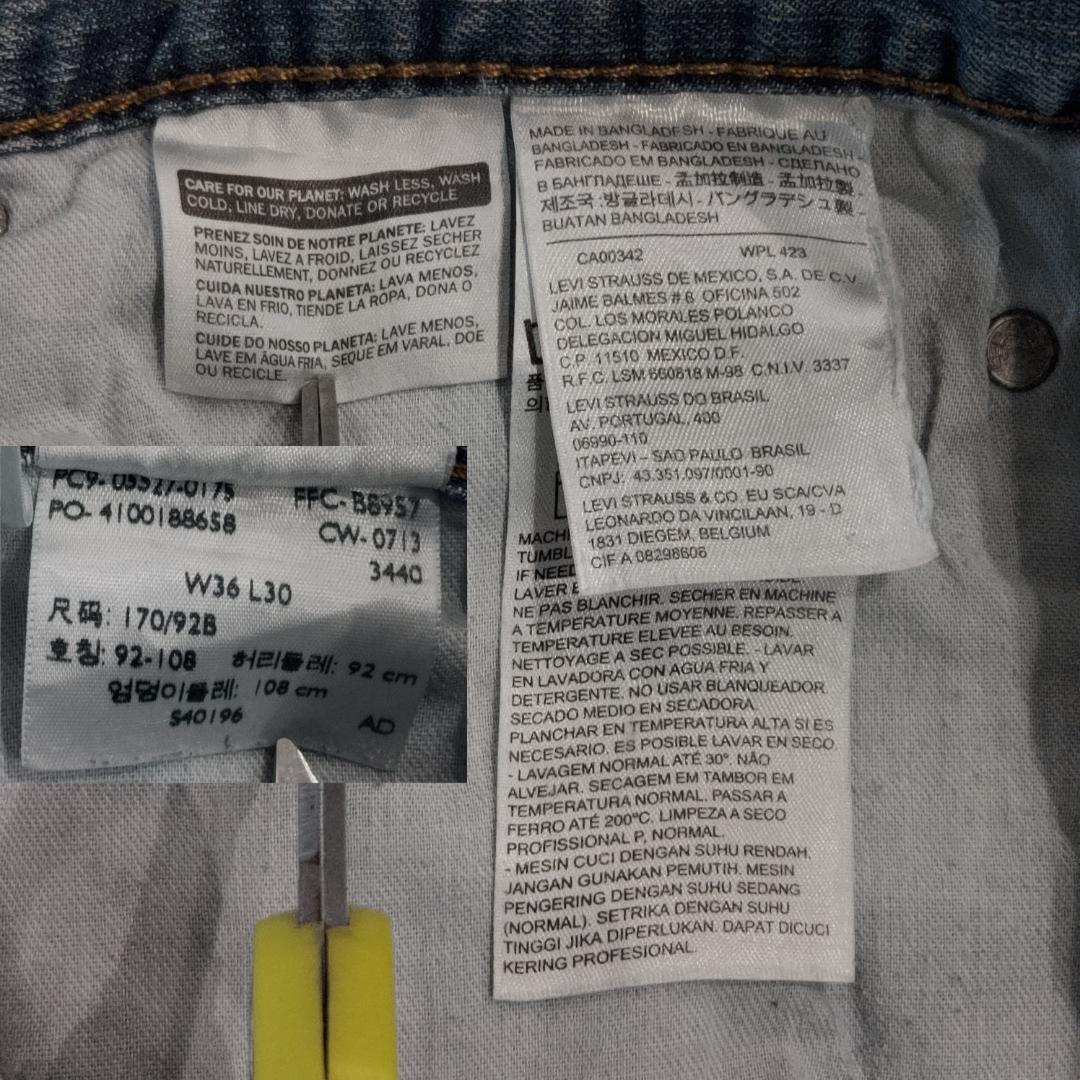 CARE FOR OUR PLANET: WASH LESS, WASH
COLD, LINE DRY, DONATE OR RECYCLE
PRENEZ SOIN DE NOTRE PLANETE: LAVEZ
MOINS, LAVEZ A FROID, LAISSEZ SECHER
NATURELLEMENT, DONNEZ OU RECYCLEZ
CUIDA NUESTRO PLANETA: LAVA MENOS,
LAVA EN FRIO, TIENDE LA ROPA, DONA O
RECICLA.
CUIDE DO NOSSO PLANETA: LAVE MENOS,
LAVE EM ÁGUA FRIA, SEQUE EM VARAL, DOE
OU RECICLE.
MADE IN BANGLADESH - FABRIQUE AU
BANGLADESH - FABRICADO EN BANGLADESH -
FABRICADO EM BANGLADESH - СДЕЛАНО
В БАНГЛАДЕШЕ - 孟加拉制造 - 孟加拉製 -
제조국 :방글라데시 - バングラデシュ製 -
BUATAN BANGLADESH
CA00342 WPL 423
LEVI STRAUSS DE MEXICO, S.A. DE C.V
JAIME BALMES # 8 OFICINA 502
COL. LOS MORALES POLANCO
DELEGACION MIGUEL HIDALGO
C.P. 11510 MEXICO D.F.
R.F.C. LSM 660818 M-98 C.N.I.V. 3337
LEVI STRAUSS DO BRASIL
AV. PORTUGAL, 400
06990-110
ITAPEVI - SAO PAULO BRASIL
CNPJ: 43.351.097/0001-90
LEVI STRAUSS & CO. EU SCA/CVA
LEONARDO DA VINCILAAN, 19 - D
1831 DIEGEM, BELGIUM
CIF A 08298606
품
의
MACHI
TUMBL
IF NEED
LAVER
NE PAS BLANCHIR. SECHER EN MACHINE
A TEMPERATURE MOYENNE. REPASSER A
TEMPERATURE ELEVEE AU BESOIN.
NETTOYAGE A SEC POSSIBLE. - LAVAR
EN LAVADORA CON AGUA FRIA Y
DETERGENTE. NO USAR BLANQUEADOR.
SECADO MEDIO EN SECADORA.
PLANCHAR EN TEMPERATURA ALTA SI ES
NECESARIO. ES POSIBLE LAVAR EN SECO.
- LAVAGEM NORMAL ATÉ 30°. NÃO
ALVEJAR. SECAGEM EM TAMBOR EM
TEMPERATURA NORMAL. PASSAR A
FERRO ATÉ 200°C. LIMPEZA A SECO
PROFISSIONAL P, NORMAL.
- MESIN CUCI DENGAN SUHU RENDAH.
JANGAN GUNAKAN PEMUTIH. MESIN
PENGERING DENGAN SUHU SEDANG
(NORMAL). SETRIKA DENGAN SUHU
TINGGI JIKA DIPERLUKAN. DAPAT DICUCI
KERING PROFESIONAL.
PC9- 05527-0175 FFC- B8957
PO- 4100188658 CW- 0713
3440
W36 L30
尺码: 170/92B
호칭: 92-108 허리둘레: 92 cm
엉덩이둘레: 108 cm
S40196 AD